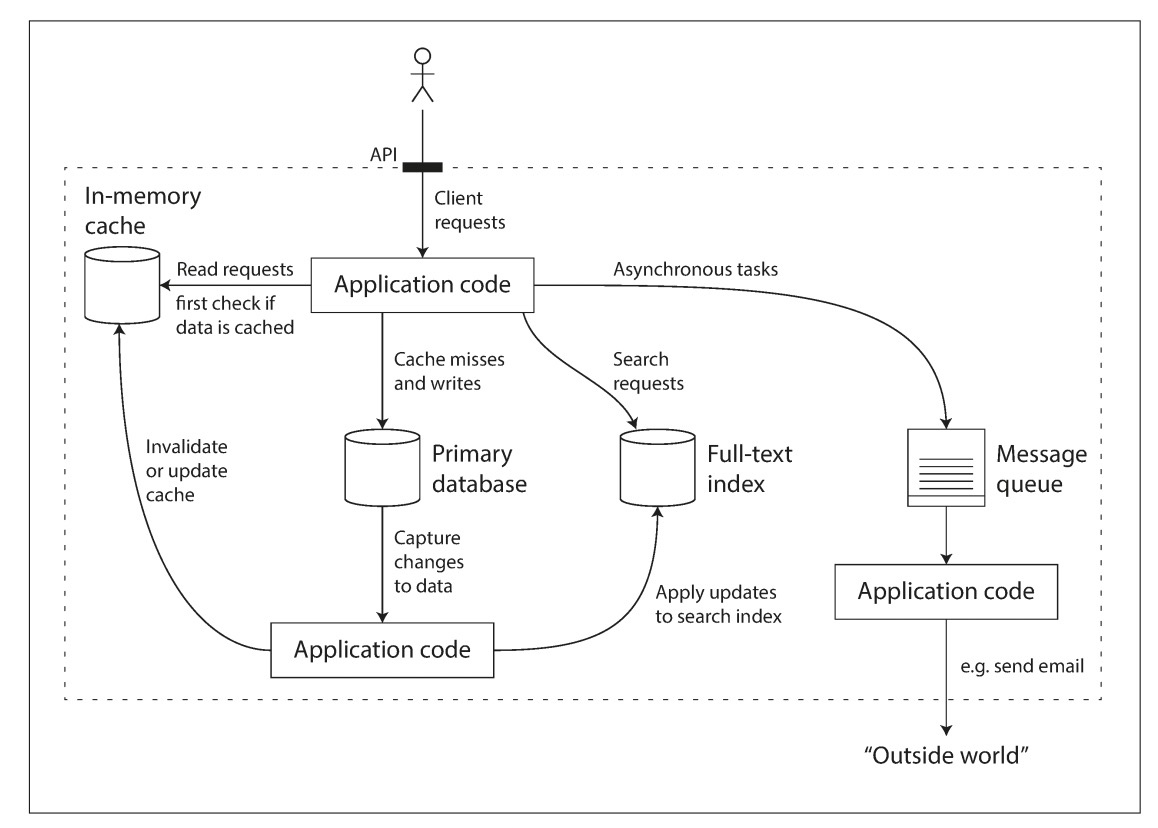 API
Client
requests
In-memory
cache
Read requests
first check if
data is cached
Application code
Asynchronous tasks
Cache misses
and writes
Search
requests
Invalidate
or update
cache
Primary
database
Full-text
index
Message
queue
Capture
changes
to data
Apply updates
to search index
Application code
Application code
e.g. send email
“Outside world”